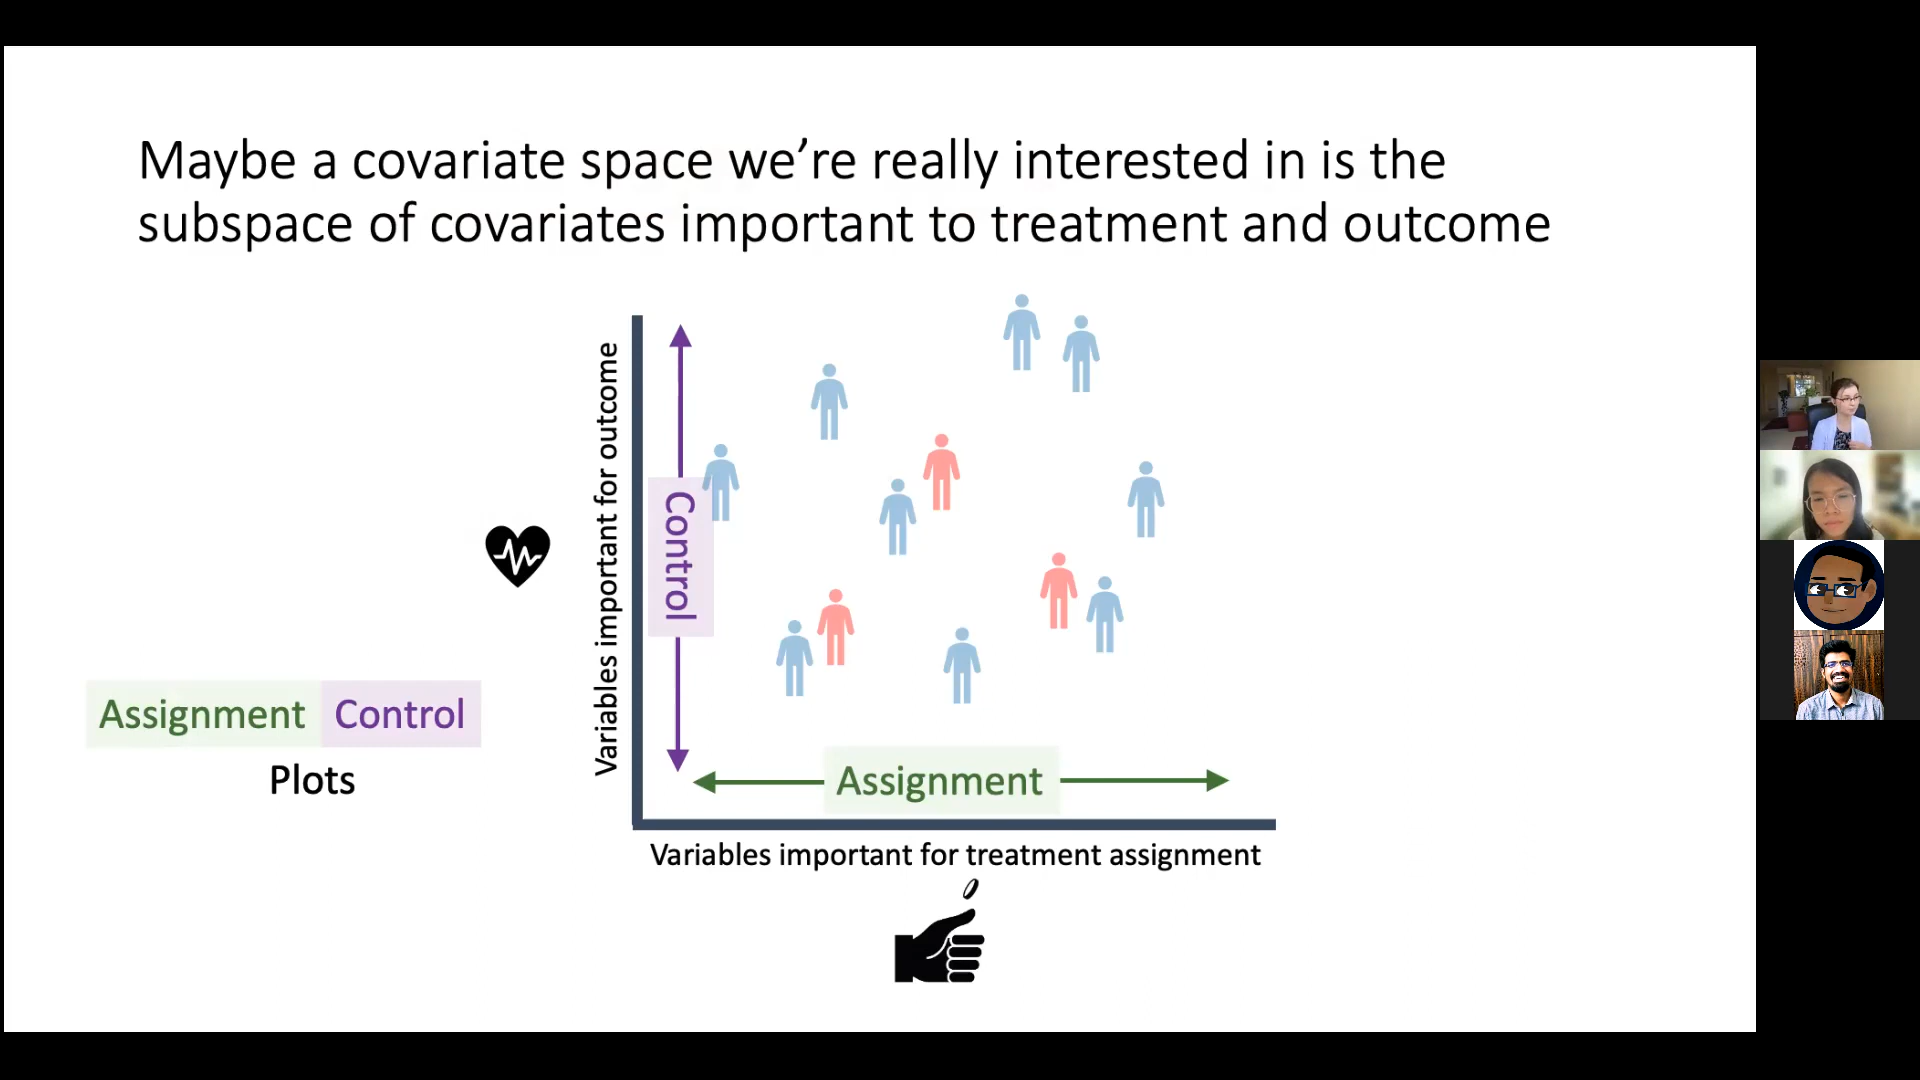 Maybe a covariate space we're really interested in is the
subspace of covariates important to treatment and outcome
Variables important for outcome
Control
Assignment Control
Plots
Assignment
Variables important for treatment assignment